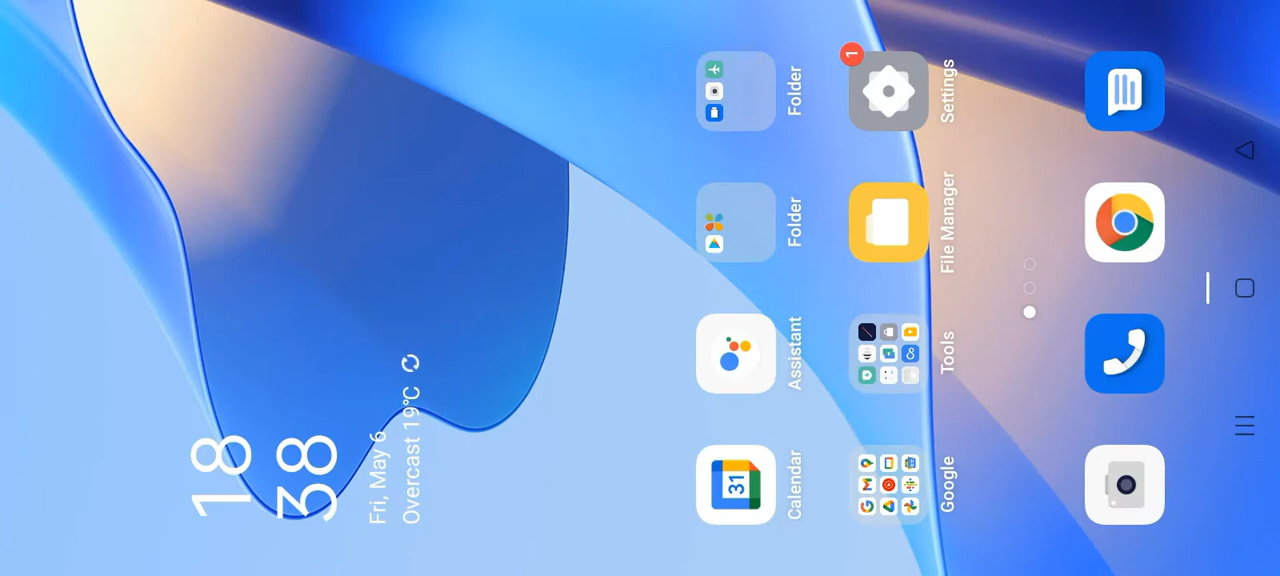 18
38
Fri, May 6
Overcast 19°C
31
Calendar
Assistant
Folder
Folder
Google
Tools
File Manager
1
Settings